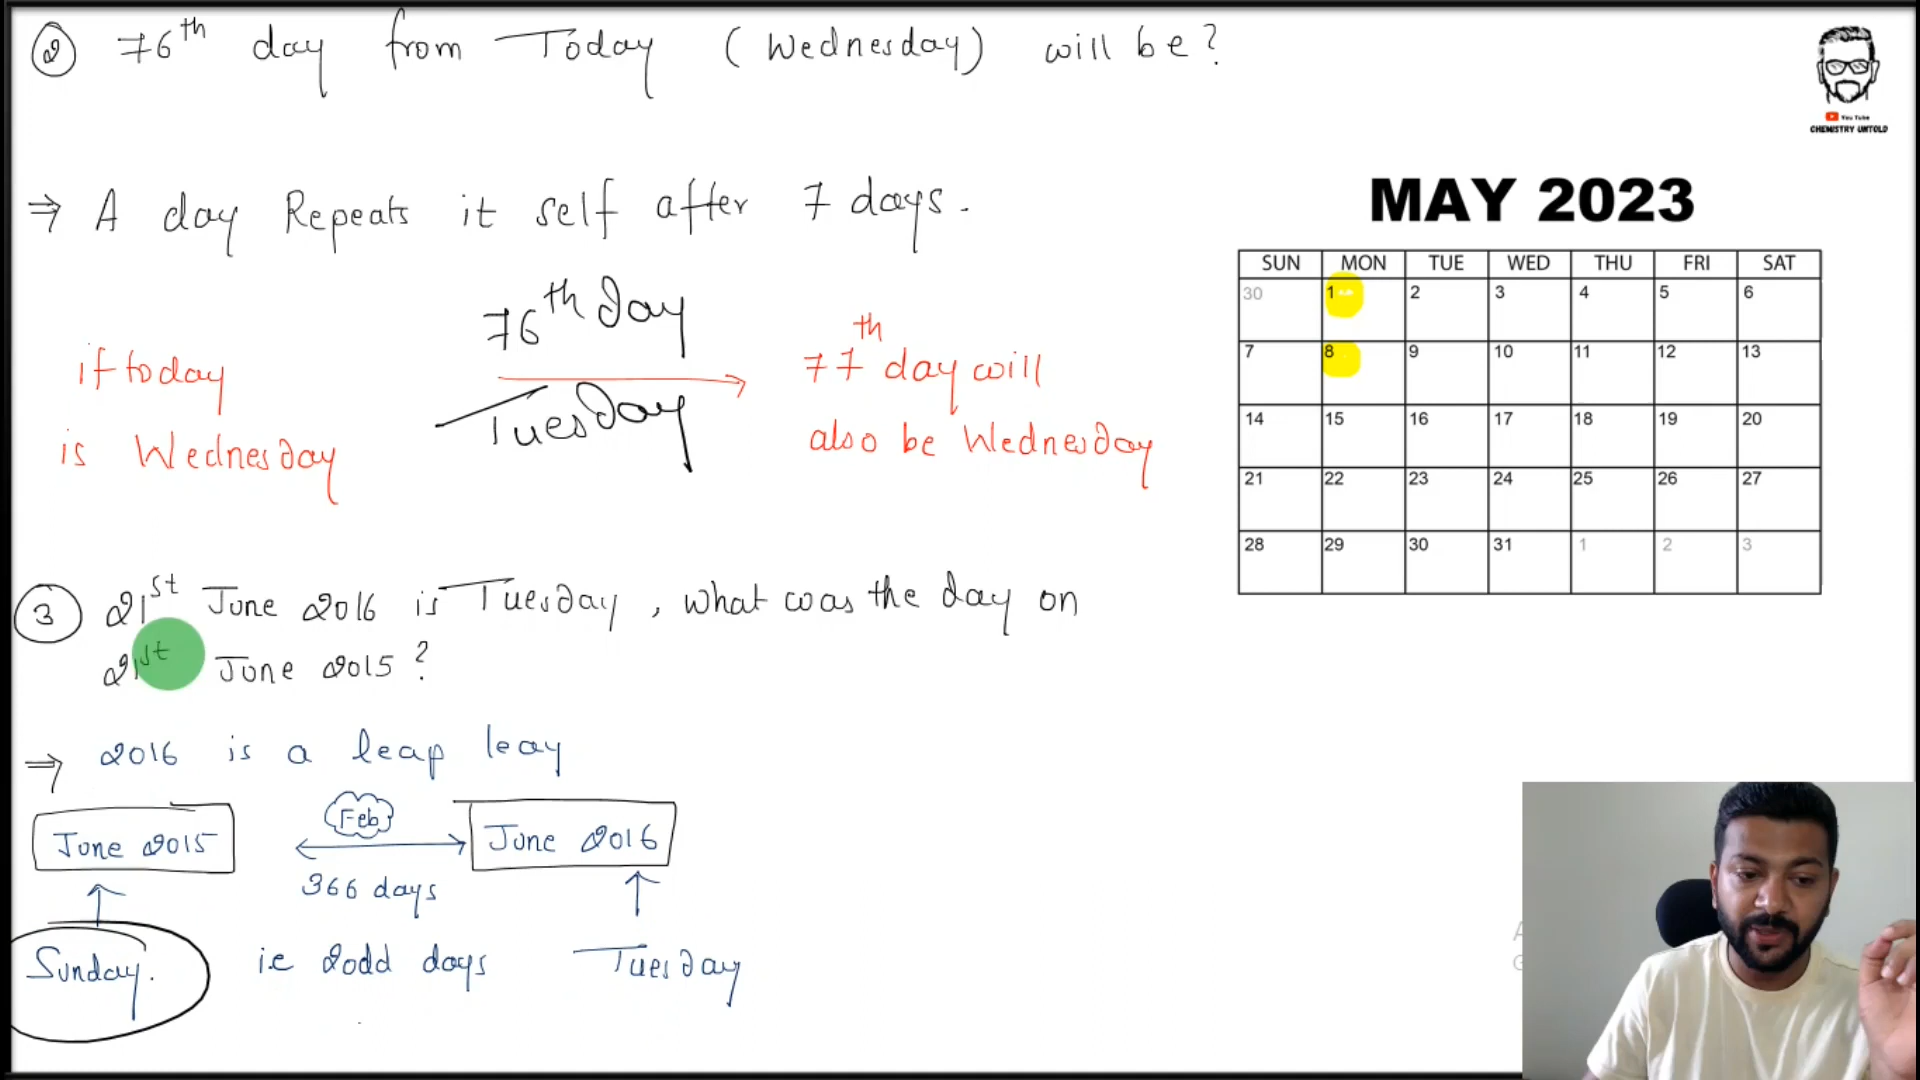 2 76th day from Today (Wednesday) will be?
You Tube
CHEMISTRY UNTOLD
⇒ A day Repeats it self after 7 days.
if today
is Wednesday
76th day
Tuesday
77th day will
also be Wednesday
MAY 2023
SUN MON TUE WED THU FRI SAT
30 1 2 3 4 5 6
7 8 9 10 11 12 13
14 15 16 17 18 19 20
21 22 23 24 25 26 27
28 29 30 31 1 2 3
3 21st June 2016 is Tuesday, what was the day on
21st June 2015?
⇒ 2016 is a leap leay
June 2015 Feb June 2016
366 days
Sunday. i.e 2odd days Tuesday